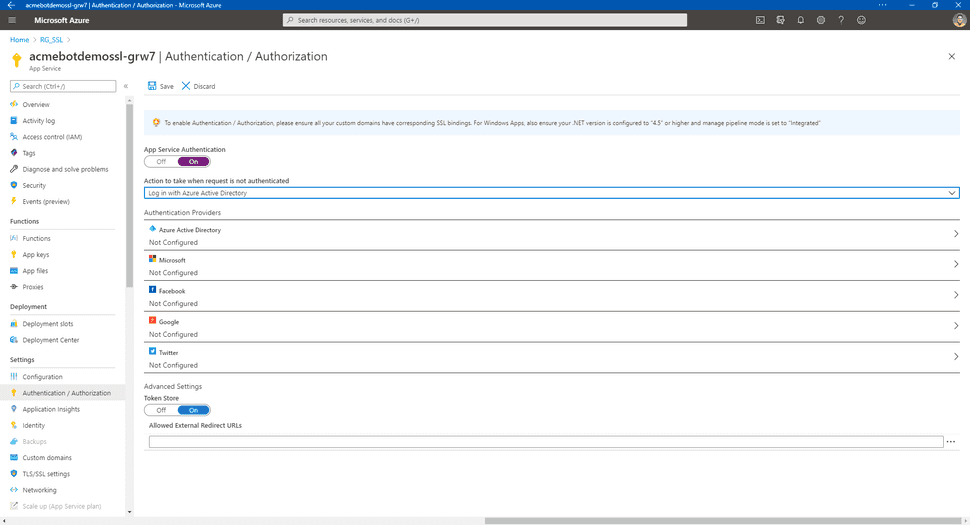 acmebotdemossl-grw7 | Authentication / Authorization - Microsoft Azure
Microsoft Azure
Search resources, services, and docs (G+/)
Home > RG_SSL >
acmebotdemossl-grw7 | Authentication / Authorization
App Service
Search (Ctrl+/)
Overview
Activity log
Access control (IAM)
Tags
Diagnose and solve problems
Security
Events (preview)
Functions
Functions
App keys
App files
Proxies
Deployment
Deployment slots
Deployment Center
Settings
Configuration
Authentication / Authorization
Application Insights
Identity
Backups
Custom domains
TLS/SSL settings
Networking
Scale up (App Service plan)
Save Discard
To enable Authentication / Authorization, please ensure all your custom domains have corresponding SSL bindings. For Windows Apps, also ensure your .NET version is configured to "4.5" or higher and manage pipeline mode is set to "Integrated"
App Service Authentication
Off On
Action to take when request is not authenticated
Log in with Azure Active Directory
Authentication Providers
Azure Active Directory
Not Configured
Microsoft
Not Configured
Facebook
Not Configured
Google
Not Configured
Twitter
Not Configured
Advanced Settings
Token Store
Off On
Allowed External Redirect URLs